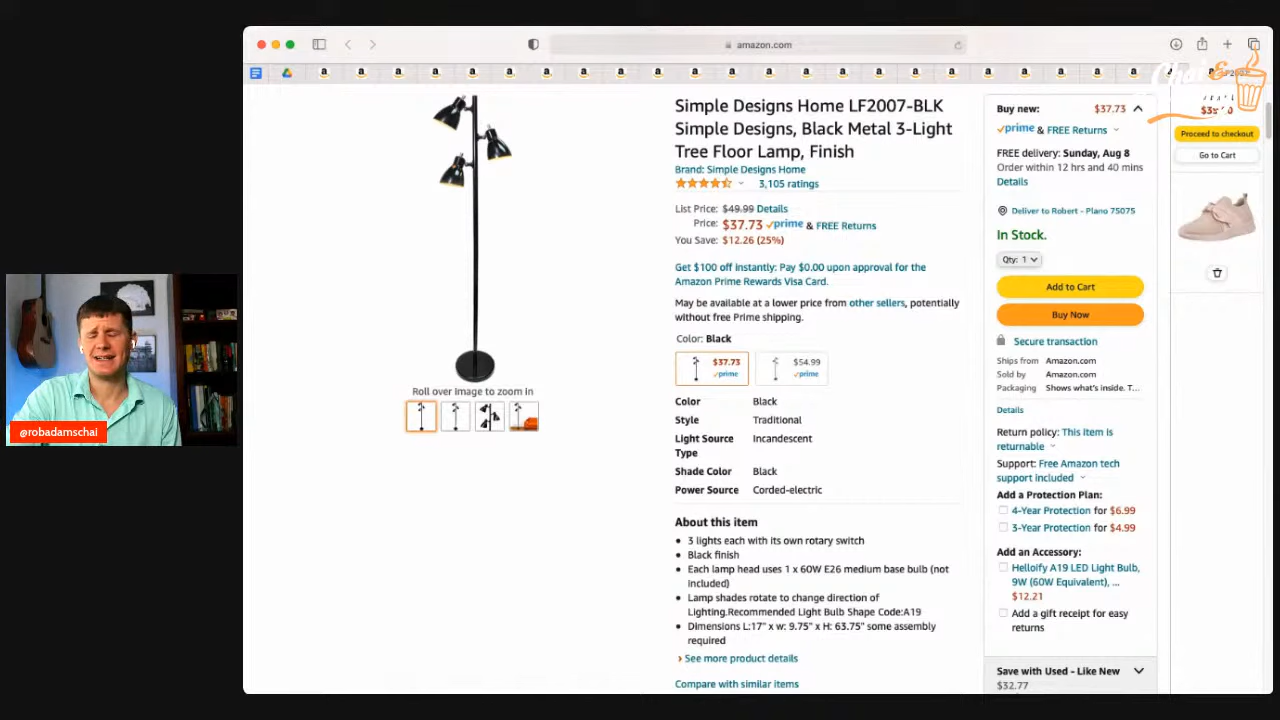 amazon.com
Chai &
Simple Designs Home LF2007-BLK
Simple Designs, Black Metal 3-Light
Tree Floor Lamp, Finish
Brand: Simple Designs Home
3,105 ratings
List Price: $49.99 Details
Price: $37.73 prime & FREE Returns
You Save: $12.26 (25%)
Get $100 off instantly: Pay $0.00 upon approval for the
Amazon Prime Rewards Visa Card.
May be available at a lower price from other sellers, potentially
without free Prime shipping.
Color: Black
$37.73
prime
$54.99
prime
Color Black
Style Traditional
Light Source Incandescent
Type
Shade Color Black
Power Source Corded-electric
About this item
• 3 lights each with its own rotary switch
• Black finish
• Each lamp head uses 1 x 60W E26 medium base bulb (not
included)
• Lamp shades rotate to change direction of
Lighting.Recommended Light Bulb Shape Code:A19
• Dimensions L:17" x w: 9.75" x H: 63.75" some assembly
required
› See more product details
Compare with similar items
Roll over image to zoom in
@robadamschai
Buy new: $37.73
prime & FREE Returns
FREE delivery: Sunday, Aug 8
Order within 12 hrs and 40 mins
Details
Deliver to Robert - Plano 75075
In Stock.
Qty: 1
Add to Cart
Buy Now
Secure transaction
Ships from Amazon.com
Sold by Amazon.com
Packaging Shows what's inside. T...
Details
Return policy: This item is
returnable
Support: Free Amazon tech
support included
Add a Protection Plan:
4-Year Protection for $6.99
3-Year Protection for $4.99
Add an Accessory:
Helloify A19 LED Light Bulb,
9W (60W Equivalent), ...
$12.21
Add a gift receipt for easy
returns
Save with Used - Like New
$32.77
Proceed to checkout
Go to Cart